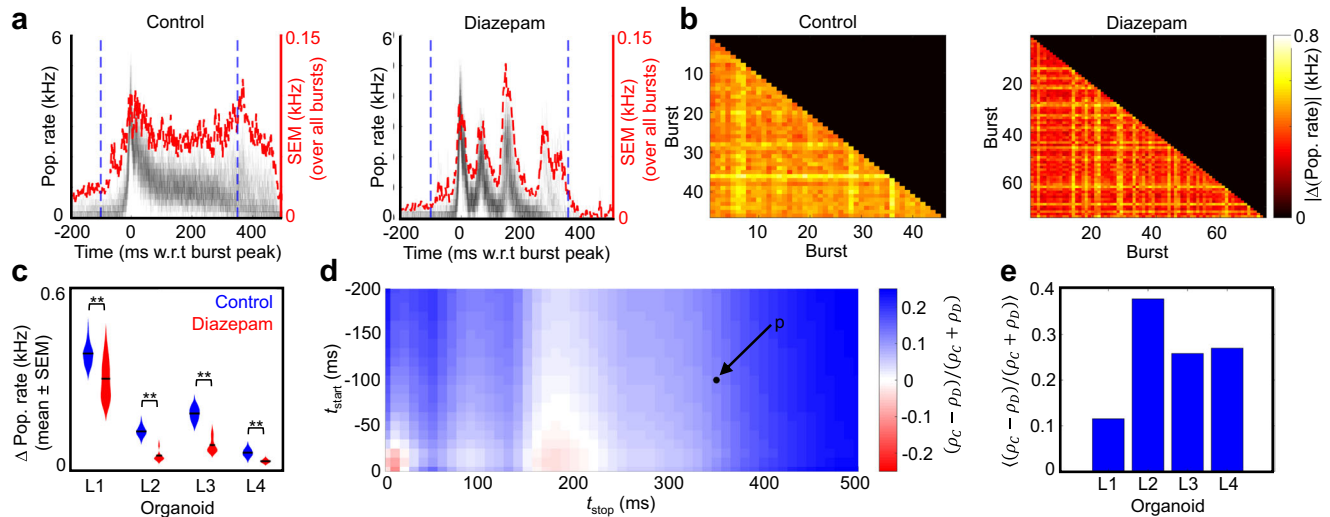 a
Control
Pop. rate (kHz)
6
0
0.15
0
SEM (kHz)
(over all bursts)
-200 0 200 400
Time (ms w.r.t burst peak)
Diazepam
Pop. rate (kHz)
6
0
0.15
0
SEM (kHz)
(over all bursts)
-200 0 200 400
Time (ms w.r.t burst peak)
b
Control
Burst
10
20
30
40
10 20 30 40
Burst
Diazepam
Burst
20
40
60
20 40 60
Burst
0.8
0
|Δ(Pop. rate)| (kHz)
c
Δ Pop. rate (kHz)
(mean ± SEM)
0.6
0
Control
Diazepam
**
**
**
**
L1 L2 L3 L4
Organoid
d
t_start (ms)
-200
-150
-100
-50
0
p
0 100 200 300 400 500
t_stop (ms)
0.2
0.1
0
-0.1
-0.2
(ρ_C − ρ_D)/(ρ_C + ρ_D)
e
⟨(ρ_C − ρ_D)/(ρ_C + ρ_D)⟩
0.4
0.3
0.2
0.1
0
L1 L2 L3 L4
Organoid